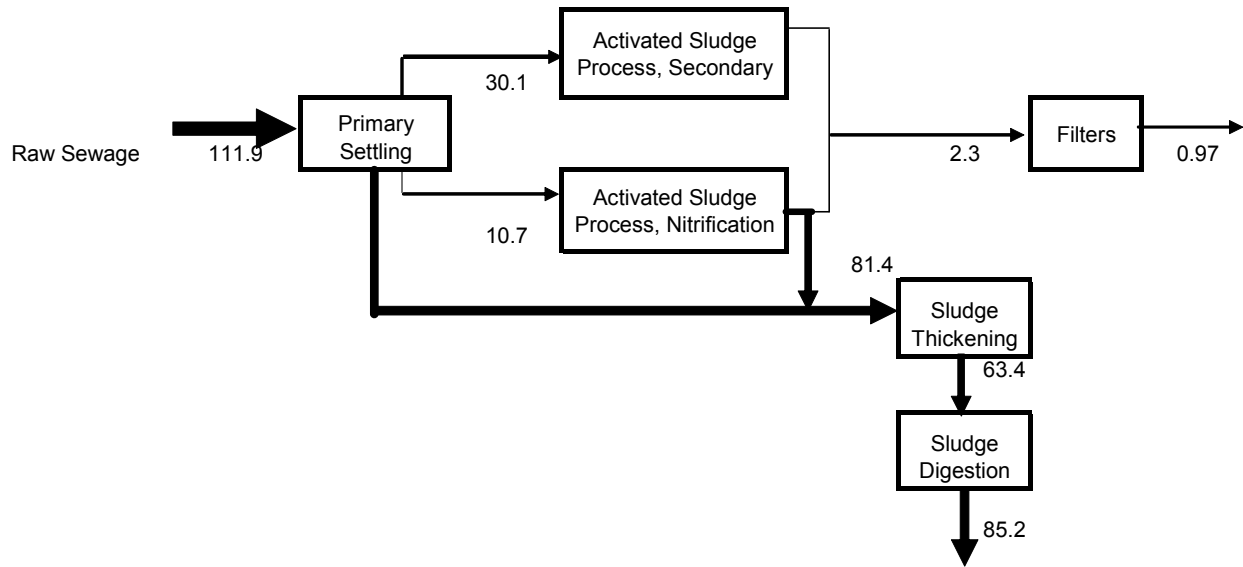 Activated Sludge
Process, Secondary
30.1
Primary
Settling
Raw Sewage
111.9
Filters
2.3
0.97
Activated Sludge
Process, Nitrification
10.7
81.4
Sludge
Thickening
63.4
Sludge
Digestion
85.2